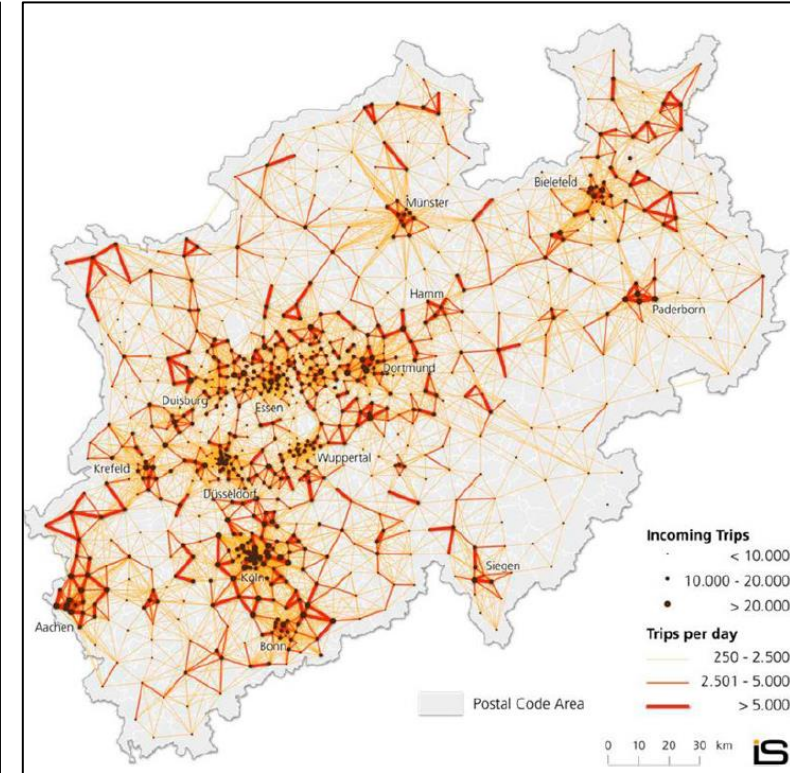 Bielefeld
Münster
Hamm
Paderborn
Dortmund
Duisburg
Essen
Wuppertal
Krefeld
Düsseldorf
Köln
Siegen
Aachen
Bonn
Incoming Trips
< 10.000
10.000 - 20.000
> 20.000
Trips per day
250 - 2.500
2.501 - 5.000
> 5.000
Postal Code Area
0 10 20 30 km
is